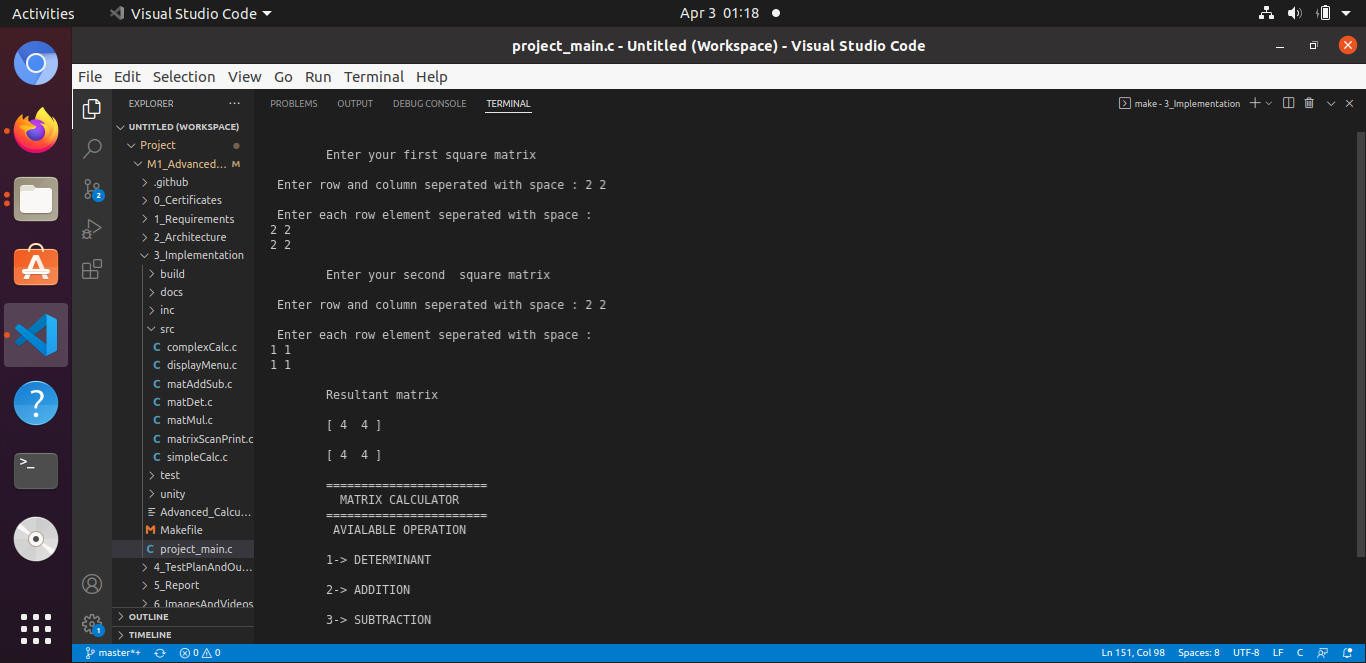 Activities
Visual Studio Code
Apr 3 01:18
project_main.c - Untitled (Workspace) - Visual Studio Code
File Edit Selection View Go Run Terminal Help
EXPLORER
UNTITLED (WORKSPACE)
Project
M1_Advanced... M
.github
0_Certificates
1_Requirements
2_Architecture
3_Implementation
build
docs
inc
src
C complexCalc.c
C displayMenu.c
C matAddSub.c
C matDet.c
C matMul.c
C matrixScanPrint.c
C simpleCalc.c
test
unity
Advanced_Calcu...
M Makefile
C project_main.c
4_TestPlanAndOu...
5_Report
6_ImagesAndVideos
OUTLINE
TIMELINE
2
1
PROBLEMS OUTPUT DEBUG CONSOLE TERMINAL
make - 3_Implementation
Enter your first square matrix
Enter row and column seperated with space : 2 2
Enter each row element seperated with space :
2 2
2 2
Enter your second  square matrix
Enter row and column seperated with space : 2 2
Enter each row element seperated with space :
1 1
1 1
Resultant matrix
[ 4  4 ]
[ 4  4 ]
=======================
MATRIX CALCULATOR
=======================
AVIALABLE OPERATION
1-> DETERMINANT
2-> ADDITION
3-> SUBTRACTION
master*+ 0 0
Ln 151, Col 98 Spaces: 8 UTF-8 LF C